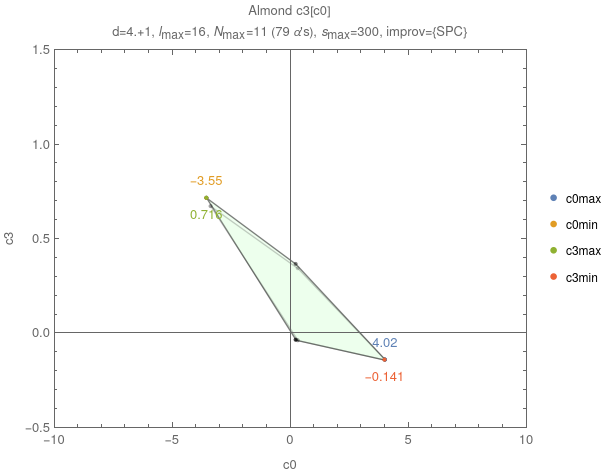 Almond c3[c0]
d=4.+1, lmax=16, Nmax=11 (79 α's), smax=300, improv={SPC}
1.5
1.0
0.5
0.0
−0.5
c3
−3.55
0.716
4.02
−0.141
−10
−5
0
5
10
c0
c0max
c0min
c3max
c3min